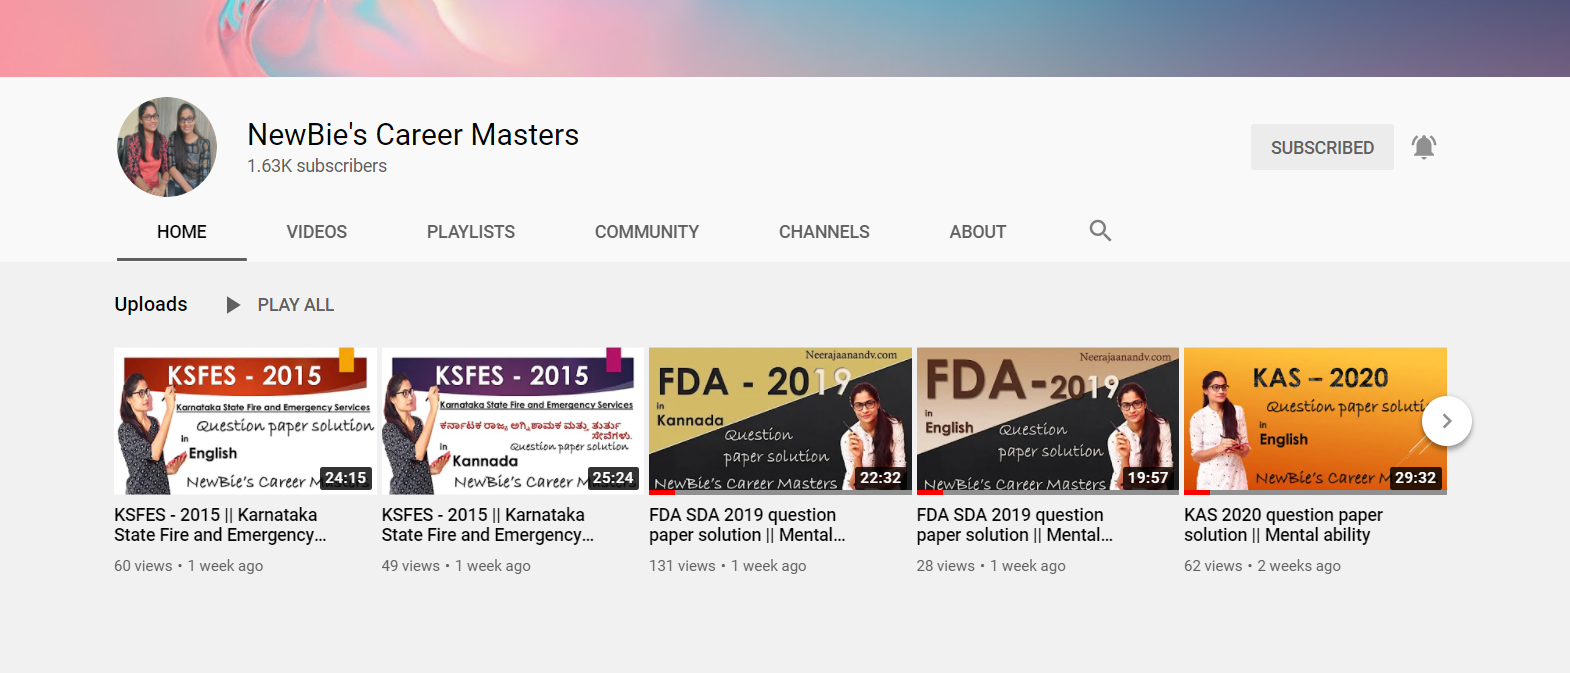 NewBie's Career Masters
1.63K subscribers
SUBSCRIBED
HOME
VIDEOS
PLAYLISTS
COMMUNITY
CHANNELS
ABOUT
Uploads
PLAY ALL
KSFES - 2015
Karnataka State Fire and Emergency Services
Question paper solution
in
English
NewBie's Career
24:15
KSFES - 2015 || Karnataka
State Fire and Emergency...
60 views • 1 week ago
KSFES - 2015
Karnataka State Fire and Emergency Services
ಕರ್ನಾಟಕ ರಾಜ್ಯ ಅಗ್ನಿಶಾಮಕ ಮತ್ತು ತುರ್ತು
ಸೇವೆಗಳು.
Question paper solution
in
Kannada
NewBie's Career
25:24
KSFES - 2015 || Karnataka
State Fire and Emergency...
49 views • 1 week ago
Neerajaanandv.com
FDA - 2019
in
Kannada
Question
paper solution
NewBie's Career Masters
22:32
FDA SDA 2019 question
paper solution || Mental...
131 views • 1 week ago
Neerajaanandv.com
FDA-2019
in
English
Question
paper solution
NewBie's Career Masters
19:57
FDA SDA 2019 question
paper solution || Mental...
28 views • 1 week ago
KAS – 2020
Question paper
in
English
NewBie's Career
29:32
KAS 2020 question paper
solution || Mental ability
62 views • 2 weeks ago